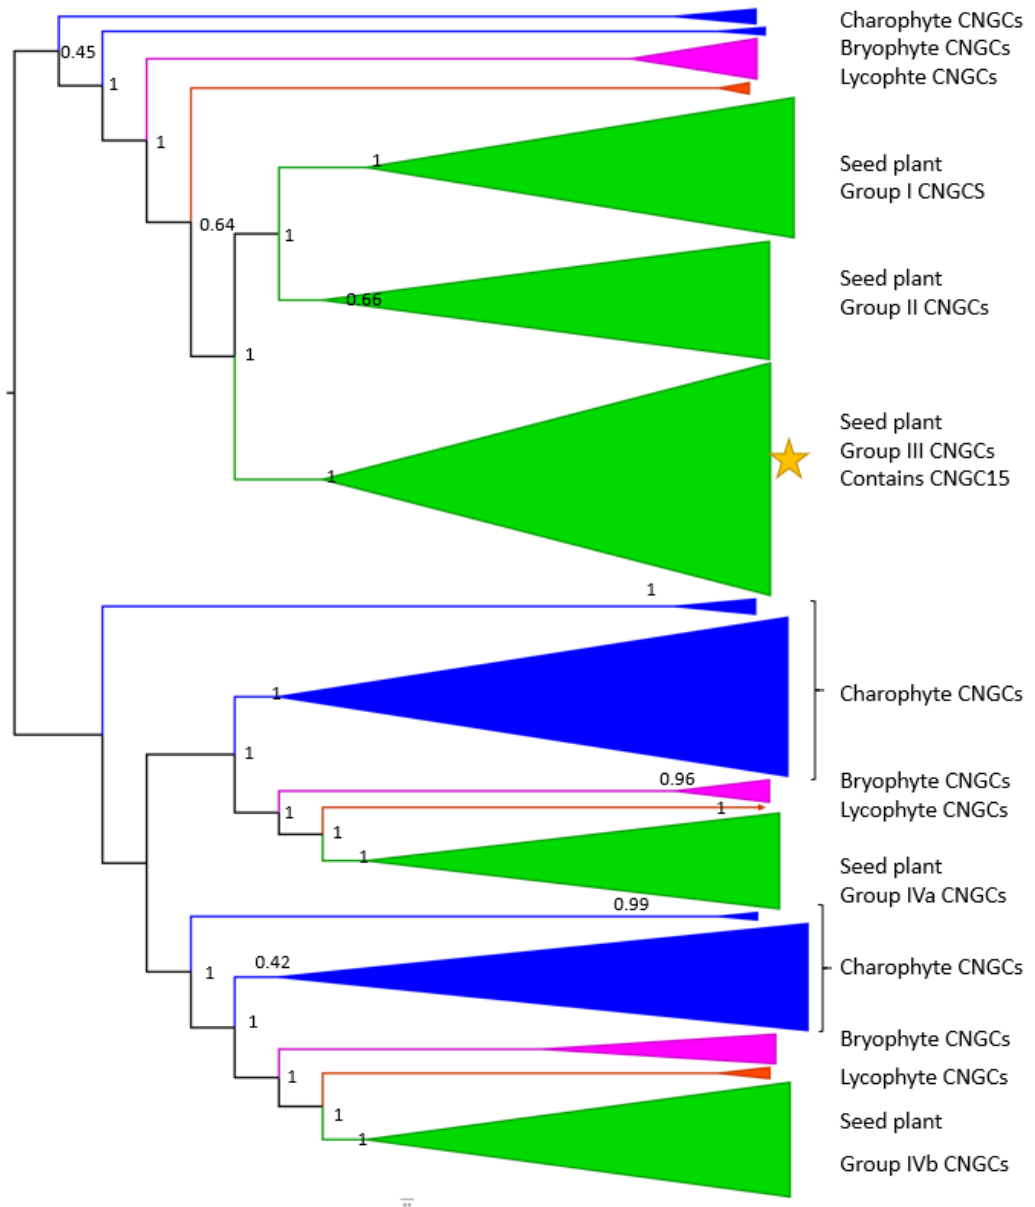 Charophyte CNGCs
0.45
Bryophyte CNGCs
Lycophte CNGCs
1
1
1
Seed plant
Group I CNGCS
0.64
1
Seed plant
0.66
Group II CNGCs
1
Seed plant
Group III CNGCs
1
Contains CNGC15
1
1
Charophyte CNGCs
1
0.96
Bryophyte CNGCs
1
Lycophyte CNGCs
1
1
1
Seed plant
Group IVa CNGCs
0.99
0.42
Charophyte CNGCs
1
1
Bryophyte CNGCs
1
Lycophyte CNGCs
1
Seed plant
1
Group IVb CNGCs